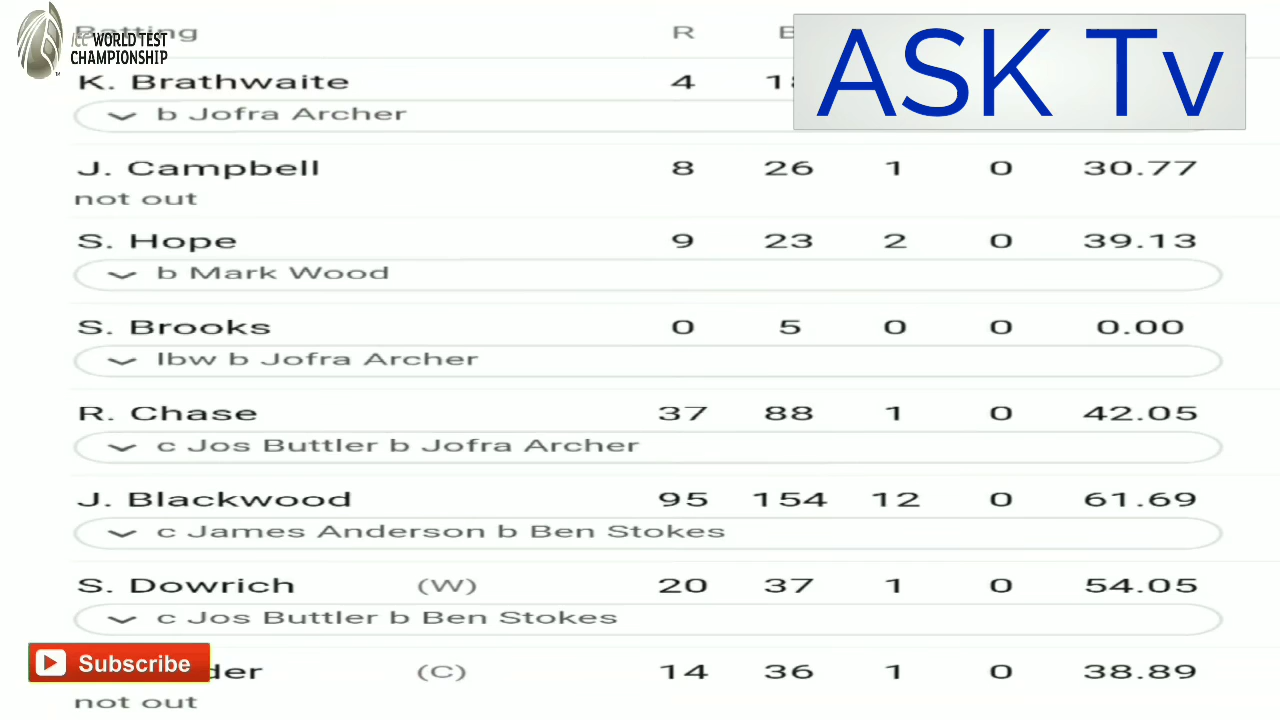 Batting R
ICC WORLD TEST
CHAMPIONSHIP
ASK Tv
K. Brathwaite 4
b Jofra Archer
J. Campbell 8 26 1 0 30.77
not out
S. Hope 9 23 2 0 39.13
b Mark Wood
S. Brooks 0 5 0 0 0.00
lbw b Jofra Archer
R. Chase 37 88 1 0 42.05
c Jos Buttler b Jofra Archer
J. Blackwood 95 154 12 0 61.69
c James Anderson b Ben Stokes
S. Dowrich (W) 20 37 1 0 54.05
c Jos Buttler b Ben Stokes
Subscribe
(C) 14 36 1 0 38.89
not out